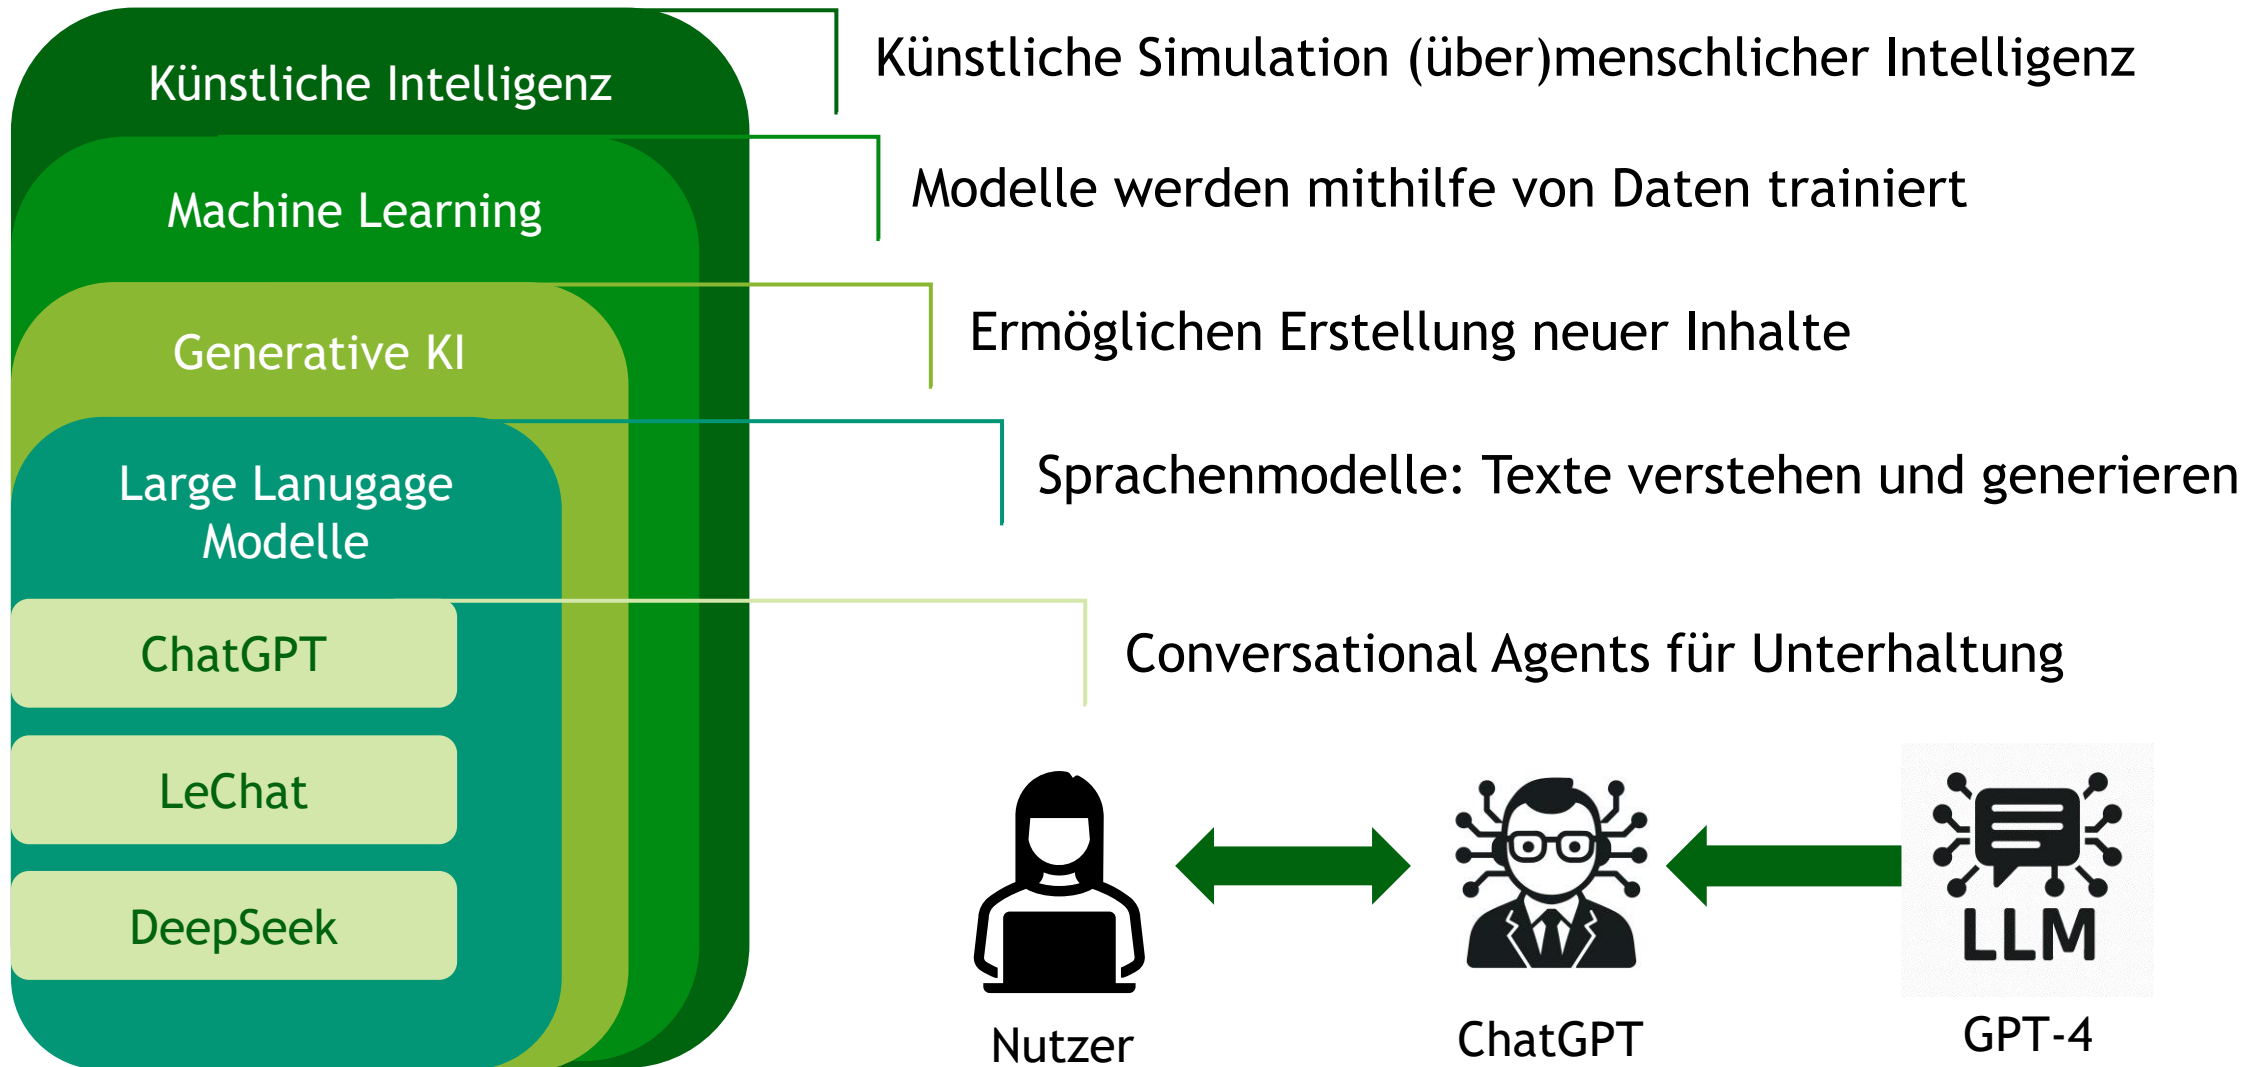 Künstliche Intelligenz
Künstliche Simulation (über)menschlicher Intelligenz
Machine Learning
Modelle werden mithilfe von Daten trainiert
Generative KI
Ermöglichen Erstellung neuer Inhalte
Large Lanugage
Modelle
Sprachenmodelle: Texte verstehen und generieren
ChatGPT
Conversational Agents für Unterhaltung
LeChat
DeepSeek
LLM
Nutzer
ChatGPT
GPT-4